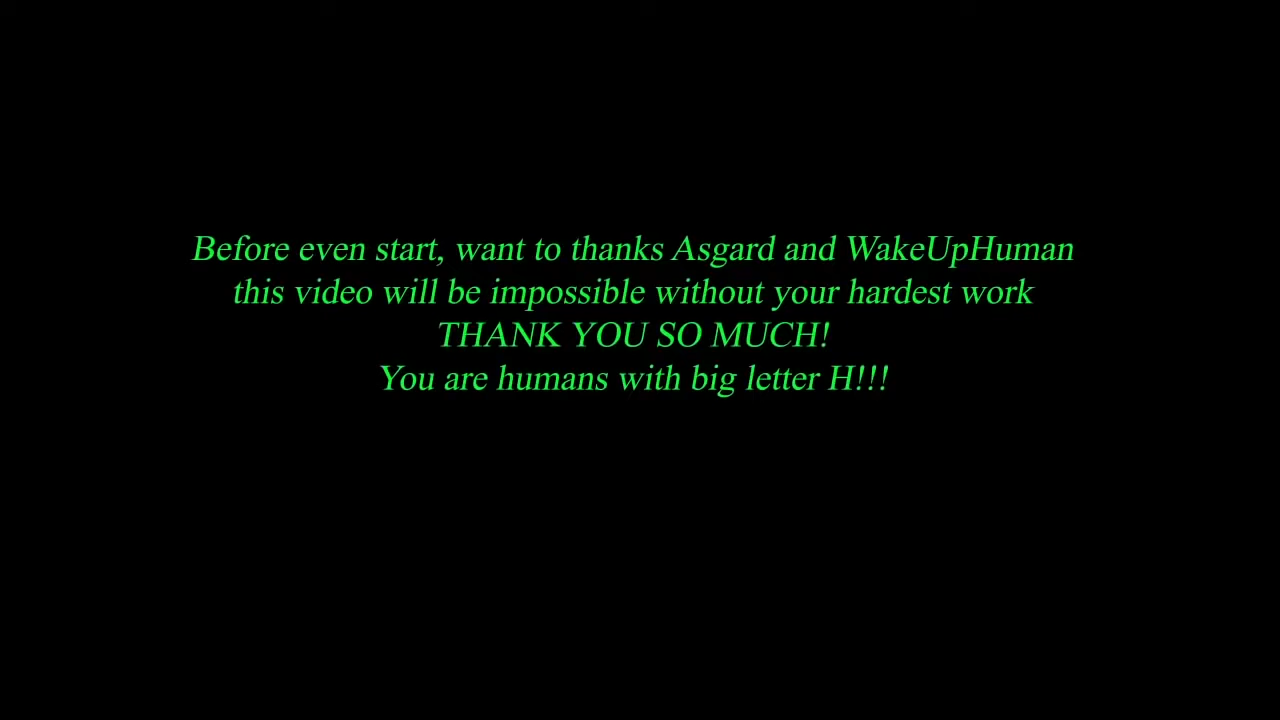 Before even start, want to thanks Asgard and WakeUpHuman
this video will be impossible without your hardest work
THANK YOU SO MUCH!
You are humans with big letter H!!!